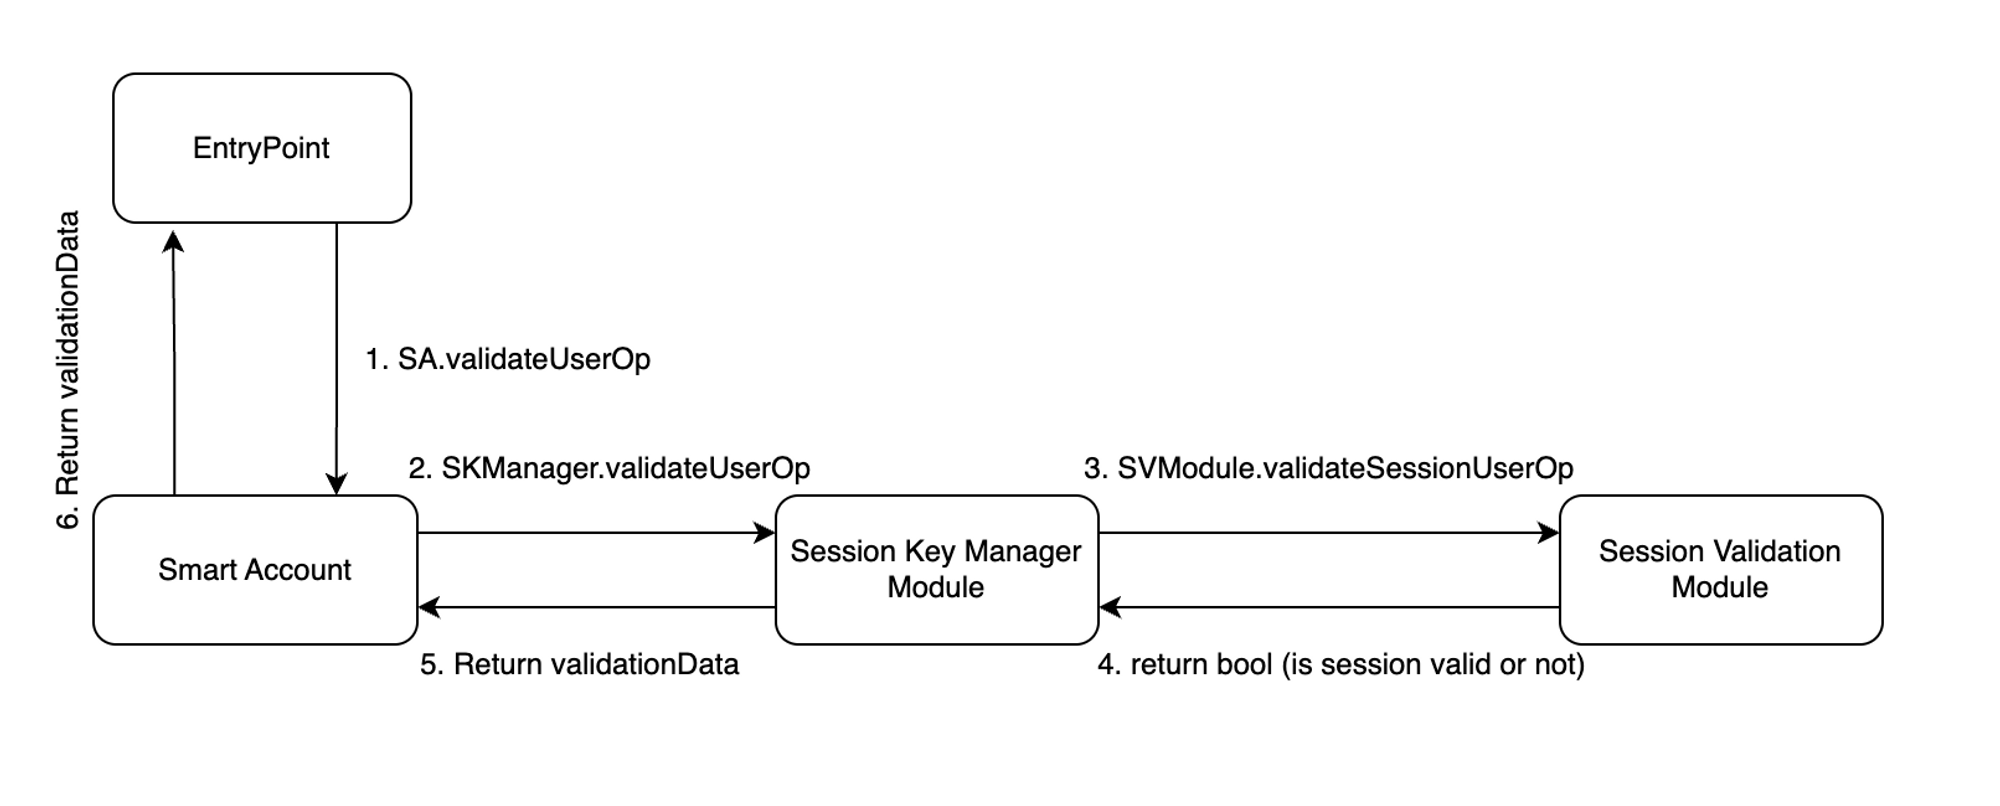 EntryPoint
6. Return validationData
1. SA.validateUserOp
2. SKManager.validateUserOp
3. SVModule.validateSessionUserOp
Smart Account
Session Key Manager
Module
Session Validation
Module
5. Return validationData
4. return bool (is session valid or not)